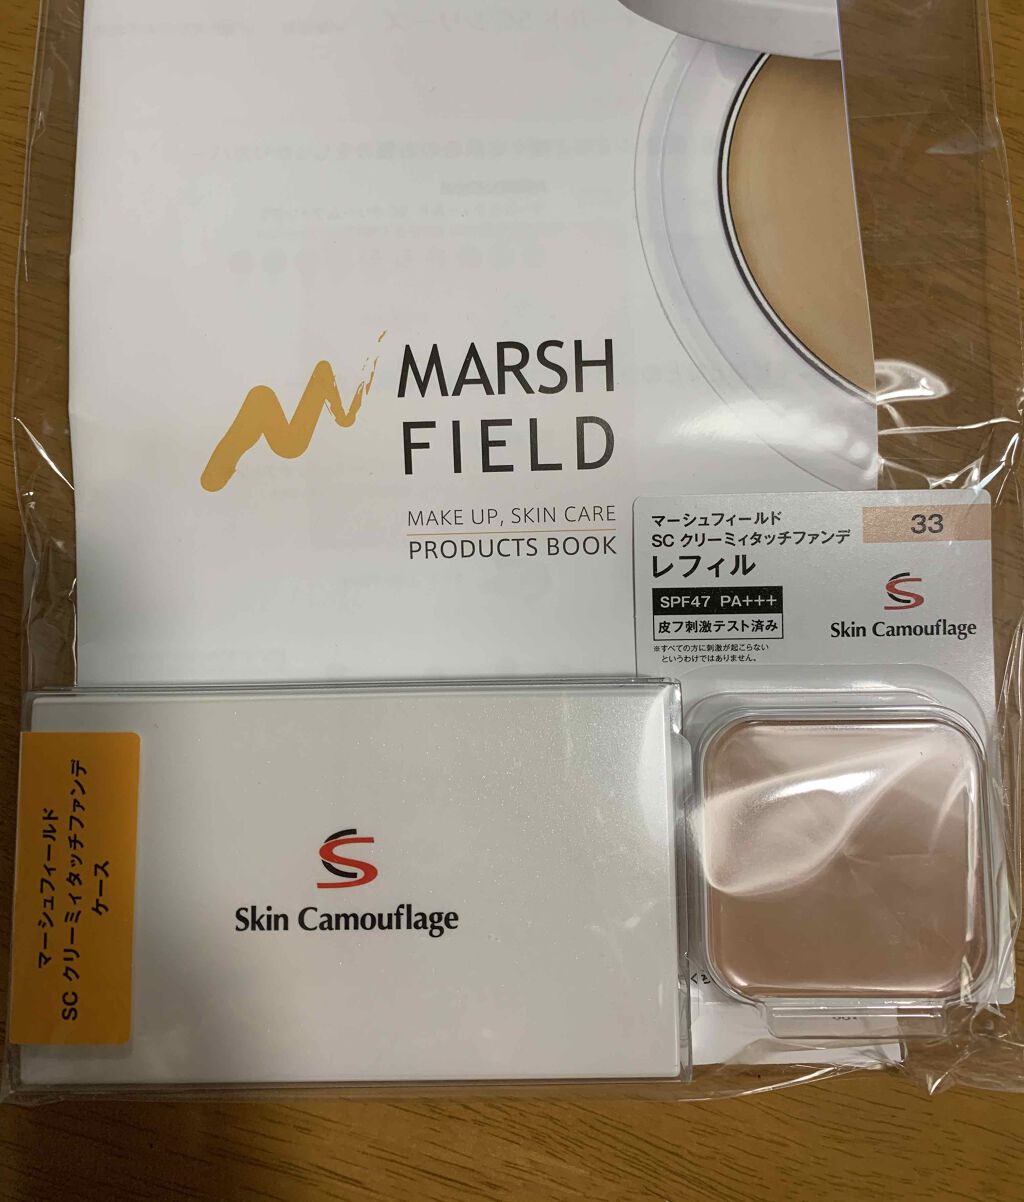 MARSH
FIELD
MAKE UP, SKIN CARE
PRODUCTS BOOK
マーシュフィールド
SC クリーミィタッチファンデ
レフィル
33
SPF47 PA+++
皮フ刺激テスト済み
※すべての方に刺激が起こらない
というわけではありません。
Skin Camouflage
マーシュフィールド
SC クリーミィタッチファンデ
ケース
Skin Camouflage